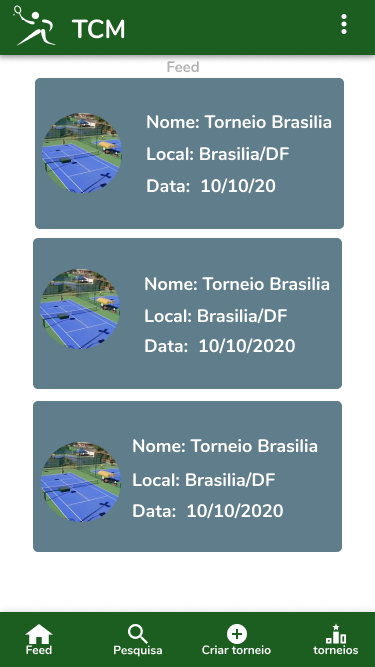 TCM
Feed
Nome: Torneio Brasilia
Local: Brasilia/DF
Data: 10/10/20
Nome: Torneio Brasilia
Local: Brasilia/DF
Data: 10/10/2020
Nome: Torneio Brasilia
Local: Brasilia/DF
Data: 10/10/2020
Feed
Pesquisa
Criar torneio
torneios